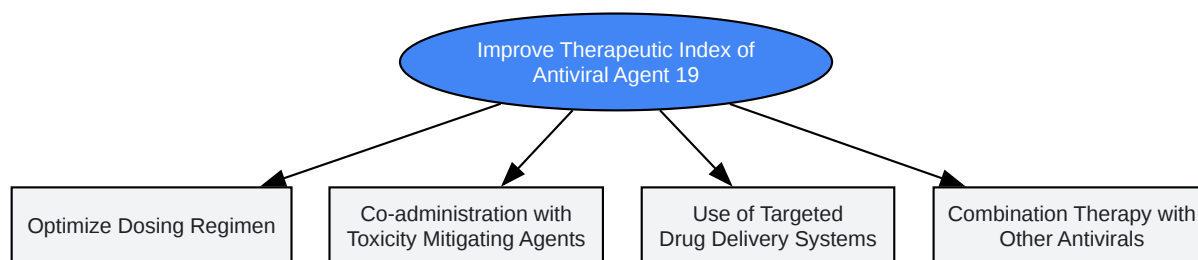 Improve Therapeutic Index of
Antiviral Agent 19
Optimize Dosing Regimen
Co-administration with
Toxicity Mitigating Agents
Use of Targeted
Drug Delivery Systems
Combination Therapy with
Other Antivirals